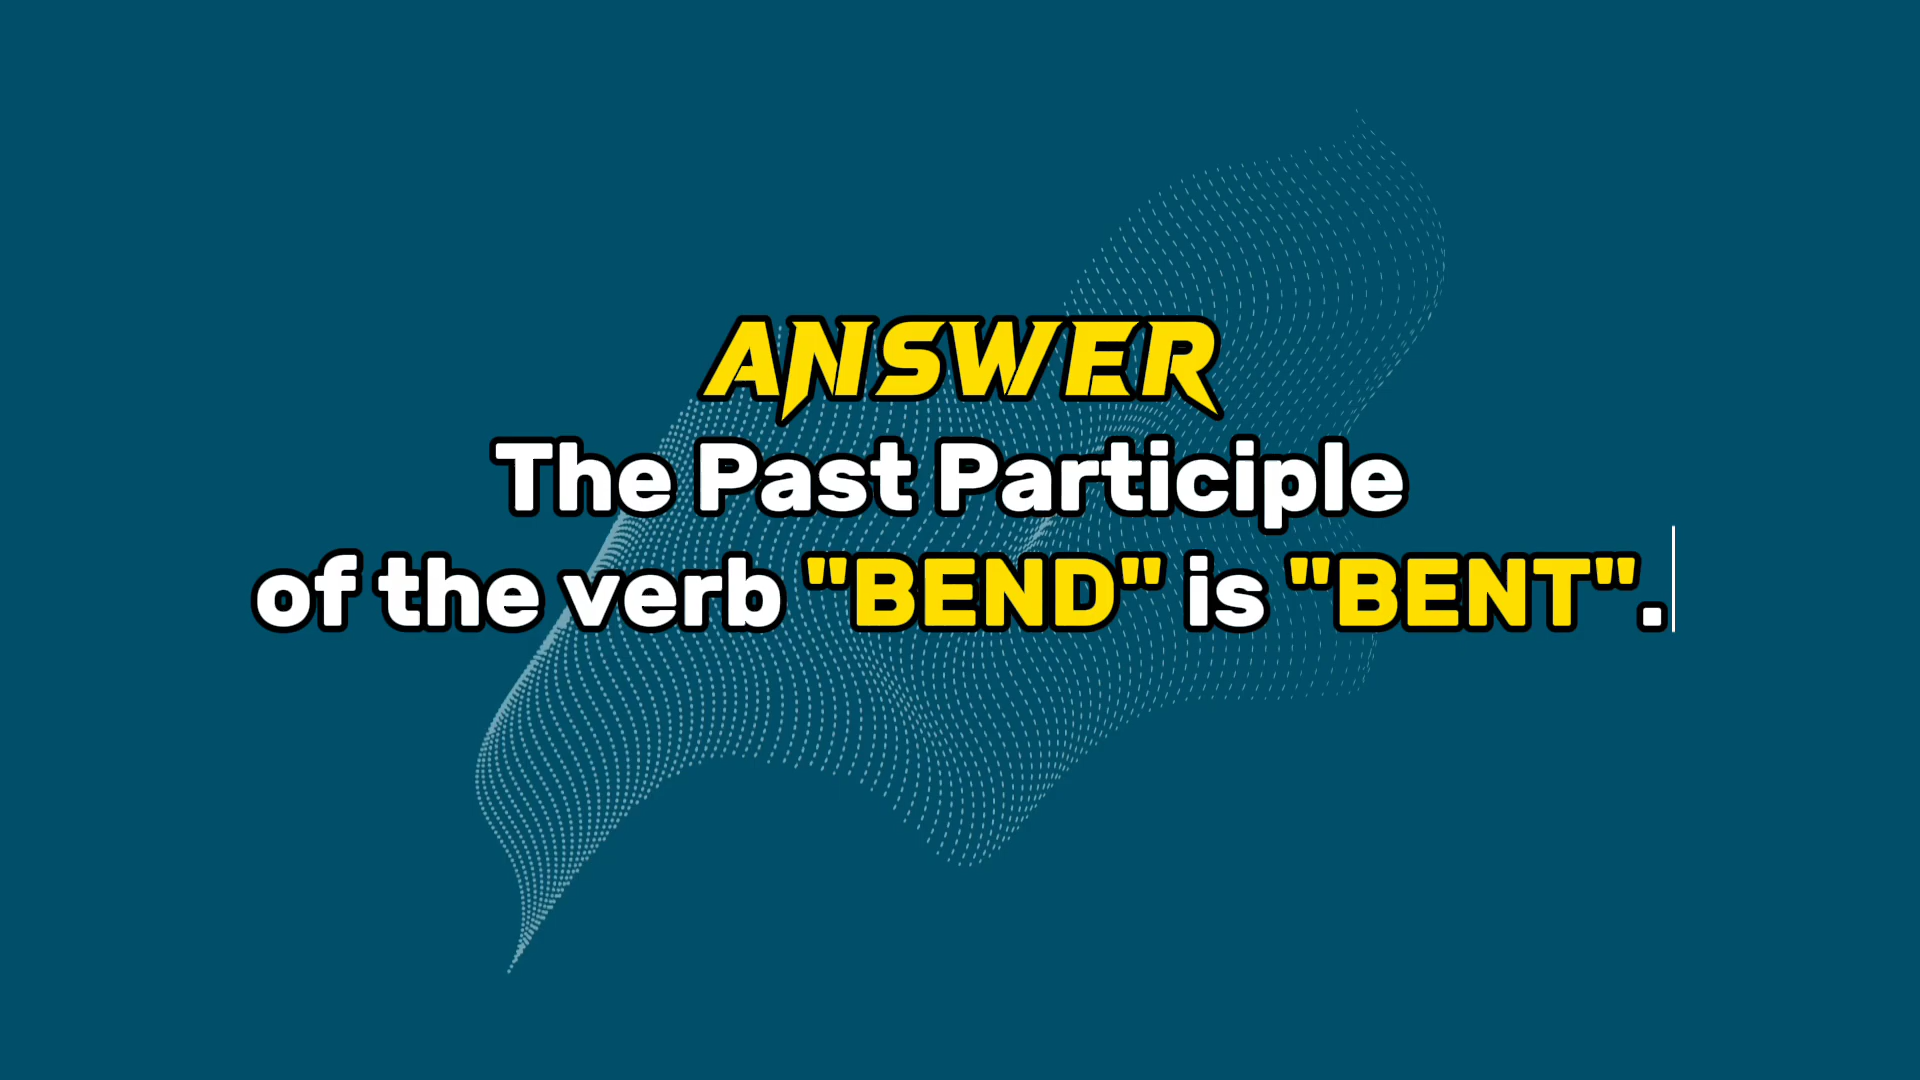 ANSWER
The Past Participle
of the verb "BEND" is "BENT".